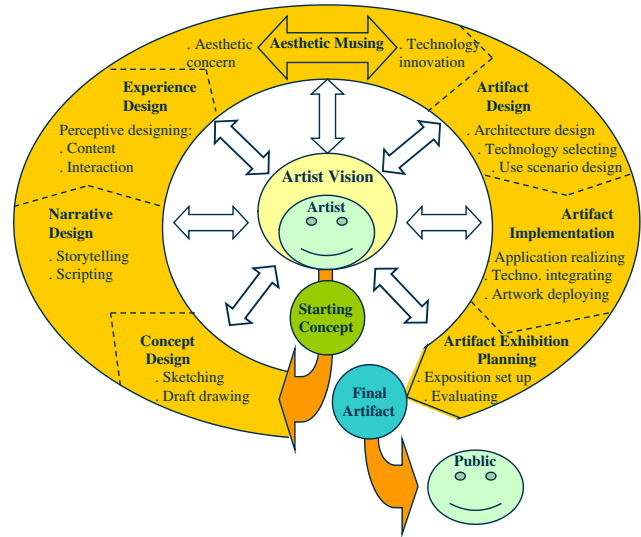 . Aesthetic
concern
Aesthetic Musing
. Technology
innovation
Experience
Design
Perceptive designing:
. Content
. Interaction
Narrative
Design
. Storytelling
. Scripting
Concept
Design
. Sketching
. Draft drawing
Artist Vision
Artist
Starting
Concept
Artifact
Design
. Architecture design
. Technology selecting
. Use scenario design
Artifact
Implementation
. Application realizing
. Techno. integrating
. Artwork deploying
Artifact Exhibition
Planning
. Exposition set up
. Evaluating
Final
Artifact
Public